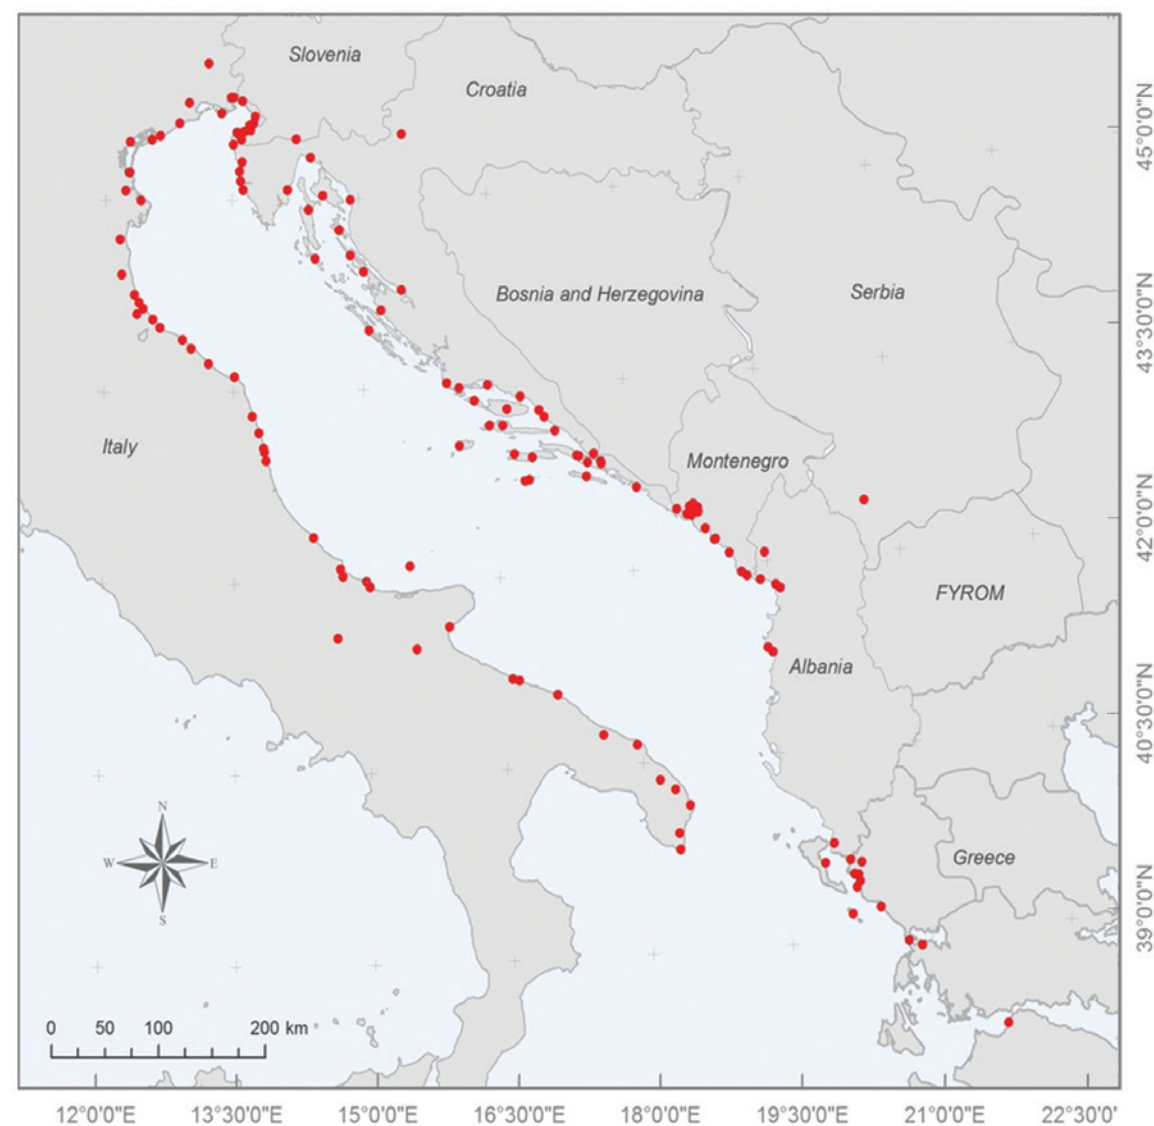 Slovenia
Croatia
45°0'0"N
Bosnia and Herzegovina
Serbia
43°30'0"N
Italy
Montenegro
42°0'0"N
FYROM
Albania
40°30'0"N
N
W E
S
Greece
39°0'0"N
0 50 100 200 km
12°0'0"E 13°30'0"E 15°0'0"E 16°30'0"E 18°0'0"E 19°30'0"E 21°0'0"E 22°30'0"